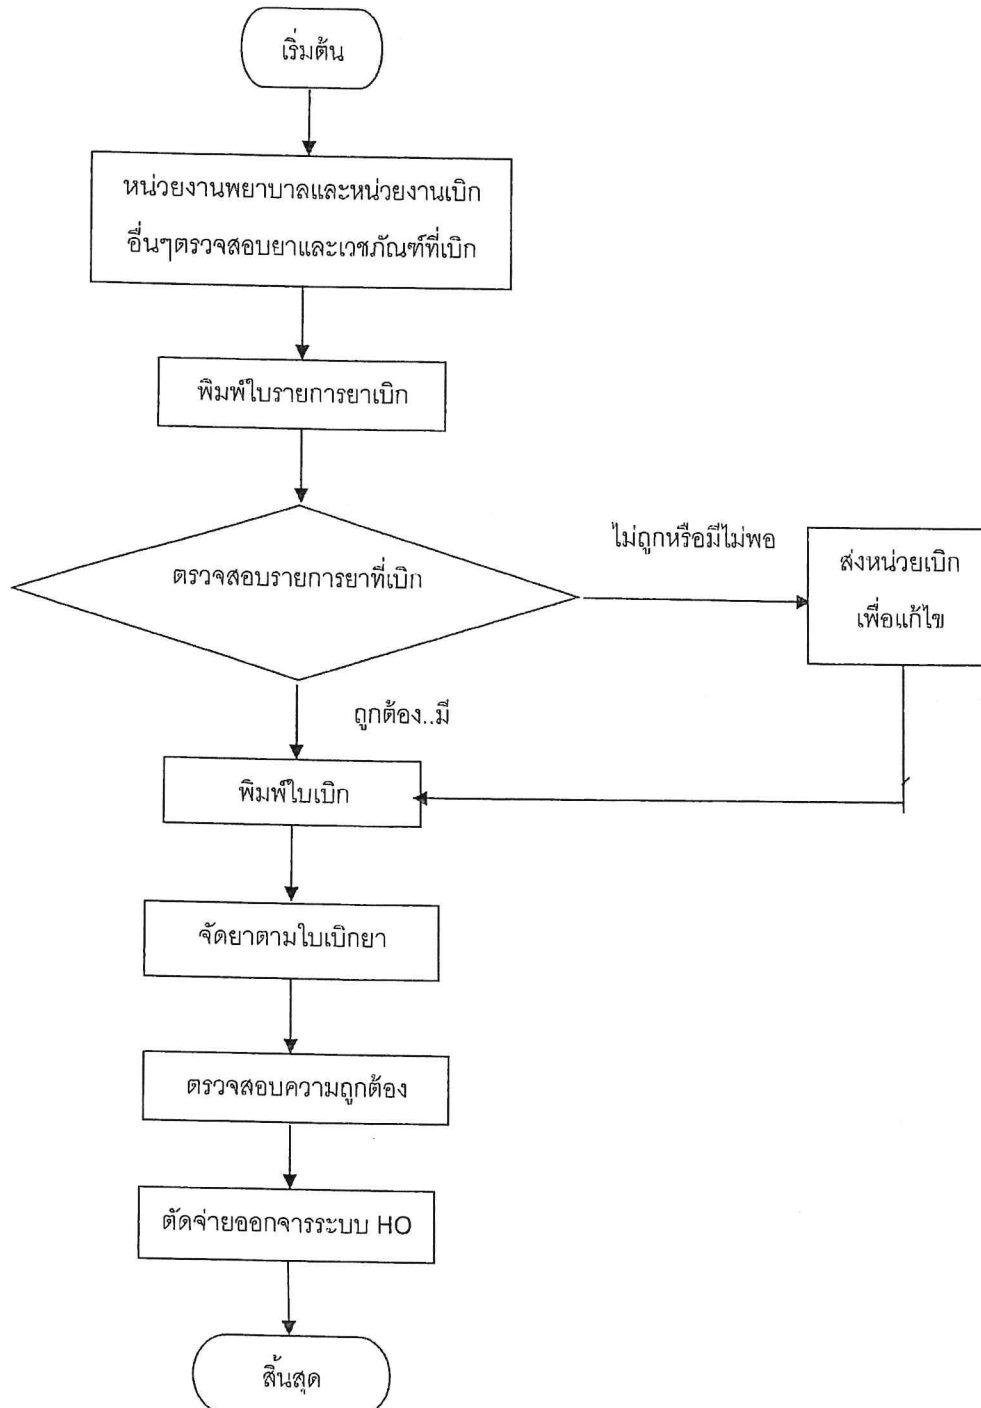 เริ่มต้น
หน่วยงานพยาบาลและหน่วยงานเบิก
อื่นๆตรวจสอบยาและเวชภัณฑ์ที่เบิก
พิมพ์ใบรายการยาเบิก
ตรวจสอบรายการยาที่เบิก
ไม่ถูกหรือมีไม่พอ
ส่งหน่วยเบิก
เพื่อแก้ไข
ถูกต้อง..มี
พิมพ์ใบเบิก
จัดยาตามใบเบิกยา
ตรวจสอบความถูกต้อง
ตัดจ่ายออกจารระบบ HO
สิ้นสุด